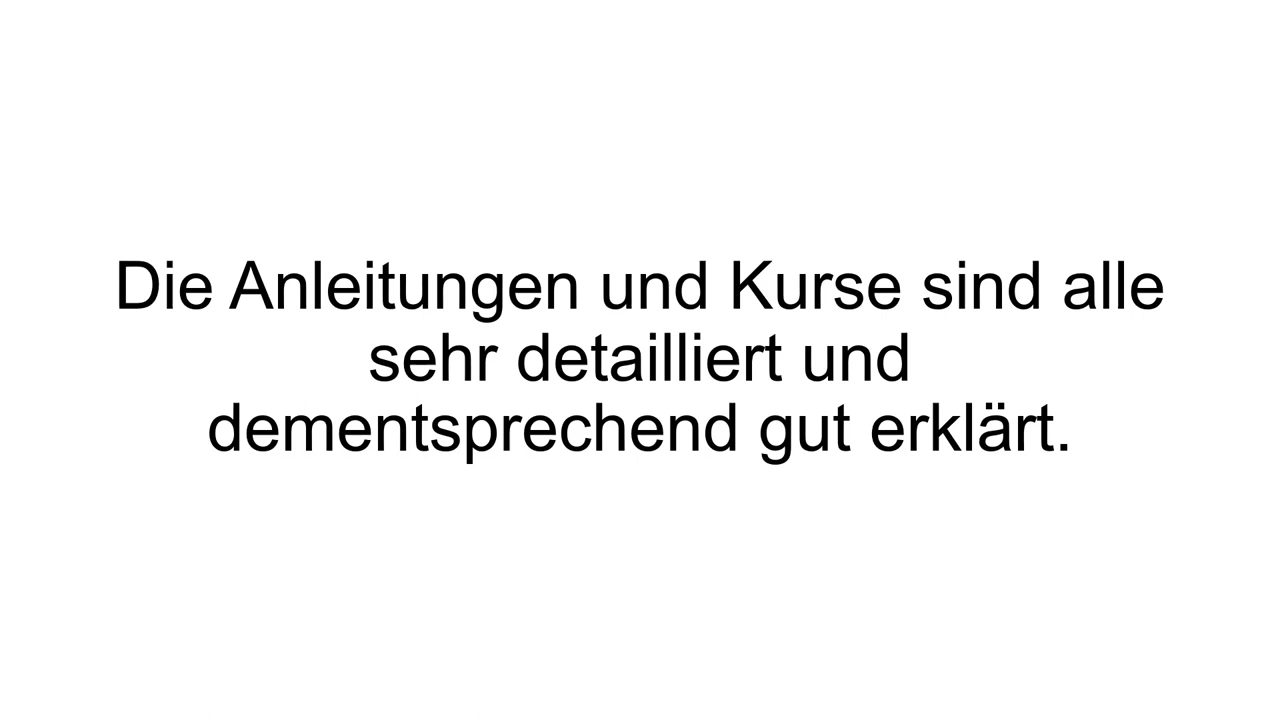 Die Anleitungen und Kurse sind alle
sehr detailliert und
dementsprechend gut erklärt.